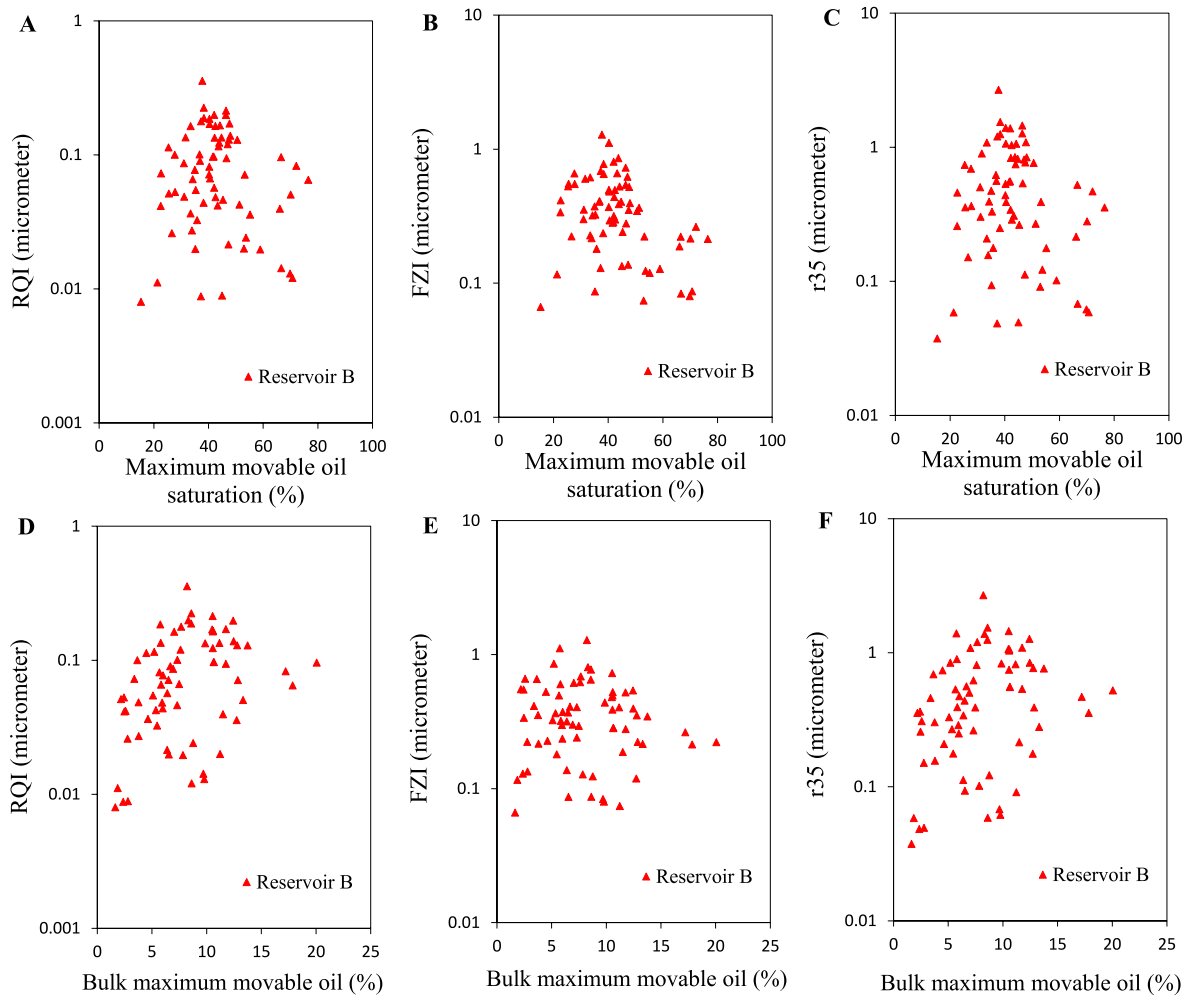 A
1
0.1
0.01
0.001
RQI (micrometer)
0
20
40
60
80
100
Maximum movable oil
saturation (%)
Reservoir B
B
10
1
0.1
0.01
FZI (micrometer)
0
20
40
60
80
100
Maximum movable oil
saturation (%)
Reservoir B
C
10
1
0.1
0.01
r35 (micrometer)
0
20
40
60
80
100
Maximum movable oil
saturation (%)
Reservoir B
D
1
0.1
0.01
0.001
RQI (micrometer)
0
5
10
15
20
25
Bulk maximum movable oil (%)
Reservoir B
E
10
1
0.1
0.01
FZI (micrometer)
0
5
10
15
20
25
Bulk maximum movable oil (%)
Reservoir B
F
10
1
0.1
0.01
r35 (micrometer)
0
5
10
15
20
25
Bulk maximum movable oil (%)
Reservoir B